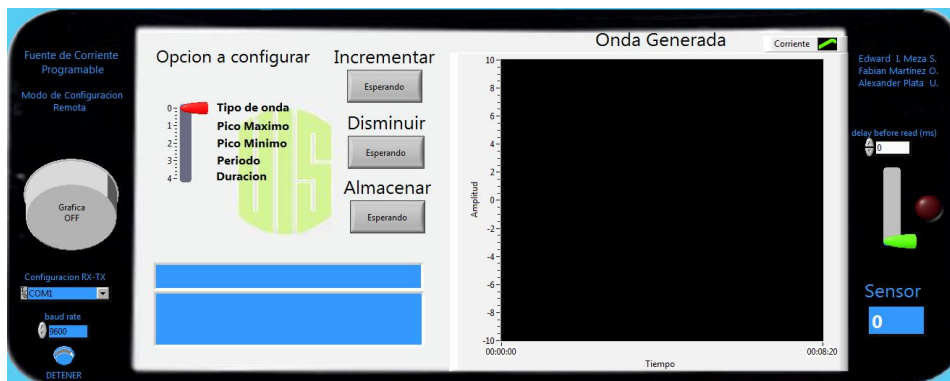 Fuente de Corriente
Programable
Modo de Configuracion
Remota
Grafica
OFF
Configuracion RX-TX
COM1
baud rate
9600
DETENER
Opcion a configurar
0
1
2
3
4
Tipo de onda
Pico Maximo
Pico Minimo
Periodo
Duracion
UIS
Incrementar
Esperando
Disminuir
Esperando
Almacenar
Esperando
Onda Generada
Corriente
Amplitud
10
8
6
4
2
0
-2
-4
-6
-8
-10
00:00:00
00:08:20
Tiempo
Edward I. Meza S.
Fabian Martinez O.
Alexander Plata U.
delay before read (ms)
0
Sensor
0